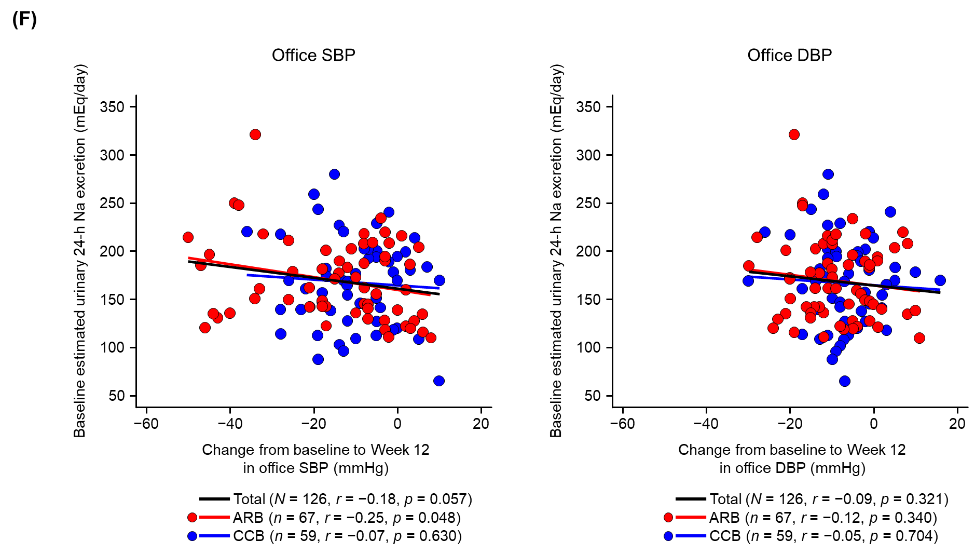 (F)
Office SBP
Baseline estimated urinary 24-h Na excretion (mEq/day)
350
300
250
200
150
100
50
−60
−40
−20
0
20
Change from baseline to Week 12
in office SBP (mmHg)
Total (N = 126, r = −0.18, p = 0.057)
ARB (n = 67, r = −0.25, p = 0.048)
CCB (n = 59, r = −0.07, p = 0.630)
Office DBP
Baseline estimated urinary 24-h Na excretion (mEq/day)
350
300
250
200
150
100
50
−60
−40
−20
0
20
Change from baseline to Week 12
in office DBP (mmHg)
Total (N = 126, r = −0.09, p = 0.321)
ARB (n = 67, r = −0.12, p = 0.340)
CCB (n = 59, r = −0.05, p = 0.704)